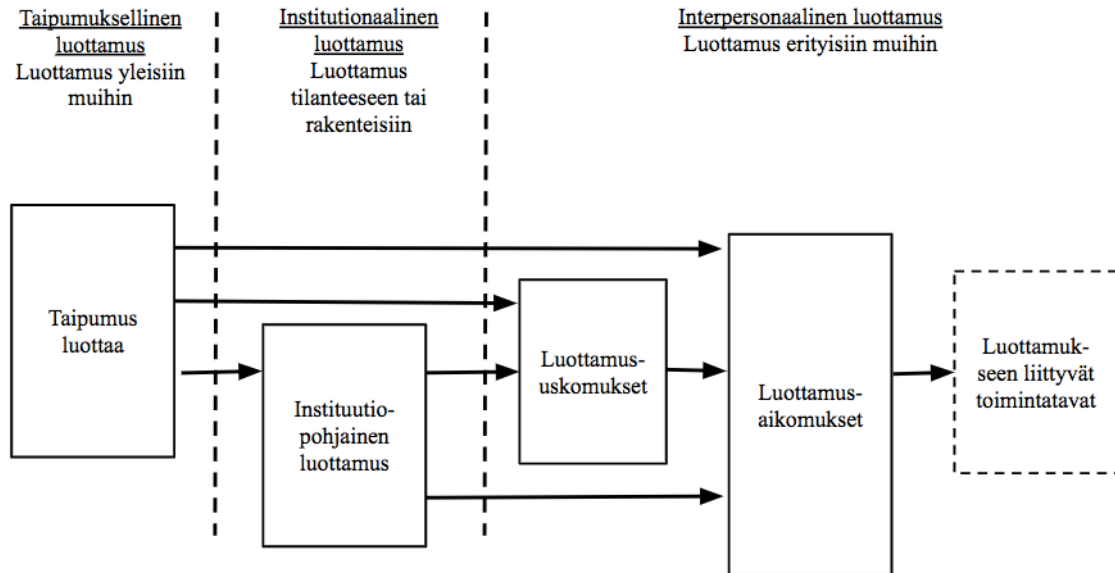 Taipumuksellinen
luottamus
Luottamus yleisiin
muihin
Institutionaalinen
luottamus
Luottamus
tilanteeseen tai
rakenteisiin
Interpersonaalinen luottamus
Luottamus erityisiin muihin
Taipumus
luottaa
Instituutio-
pohjainen
luottamus
Luottamus-
uskomukset
Luottamus-
aikomukset
Luottamuk-
seen liittyvät
toimintatavat